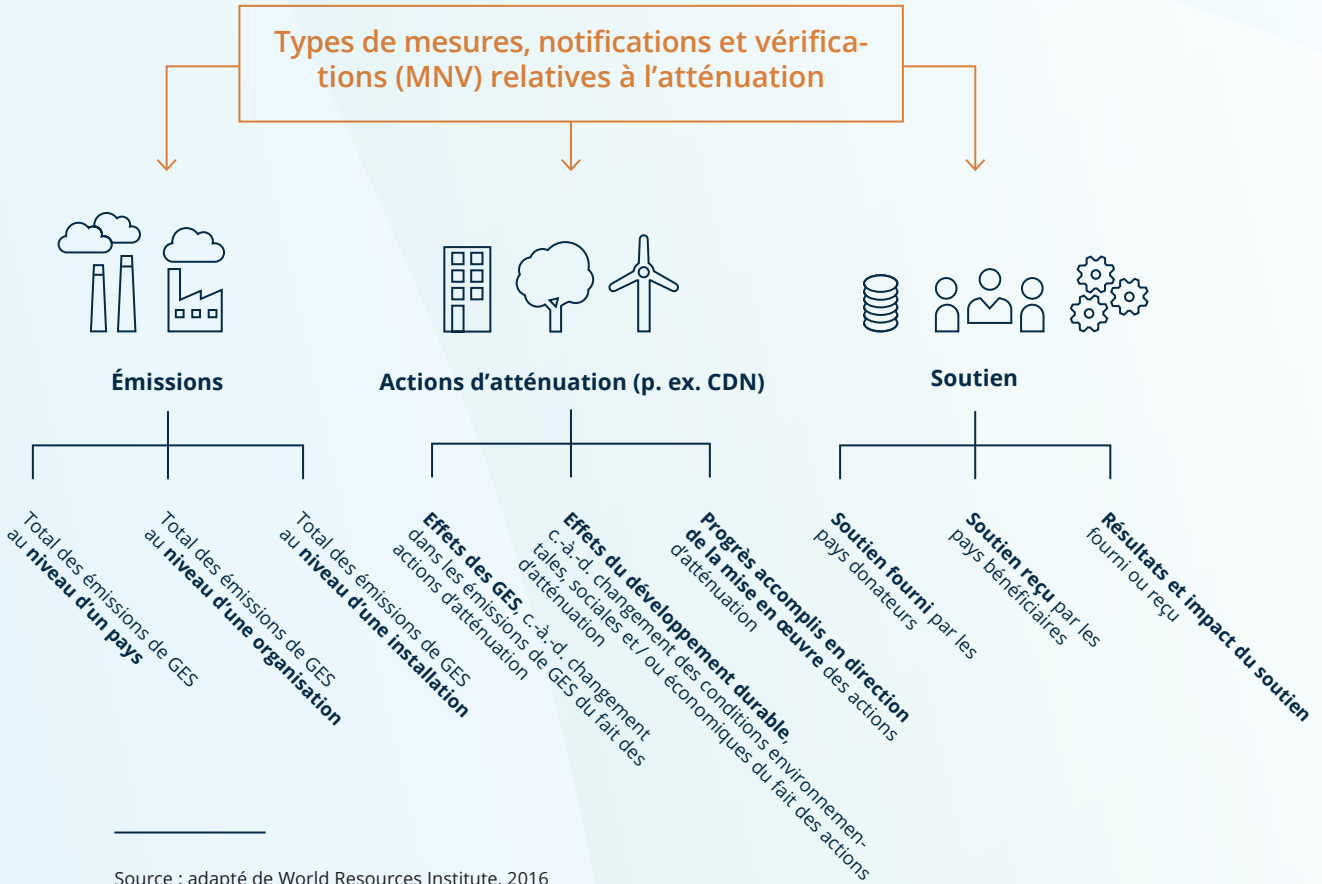 Types de mesures, notifications et vérifica-
tions (MNV) relatives à l’atténuation
Émissions
Actions d’atténuation (p. ex. CDN)
Soutien
Total des émissions de GES
au niveau d'un pays
Total des émissions de GES
au niveau d'une organisation
Total des émissions de GES
au niveau d'une installation
Effets des GES, c.-à.-d. changement
dans les émissions de GES du fait des
actions d'atténuation
Effets du développement durable,
c.-à.-d. changement des conditions environnemen-
tales, sociales et / ou économiques du fait des actions
d'atténuation
Progrès accomplis en direction
de la mise en œuvre des actions
d'atténuation
Soutien fourni par les
pays donateurs
Soutien reçu par les
pays bénéficiaires
Résultats et impact du soutien
fourni ou reçu
Source : adapté de World Resources Institute, 2016